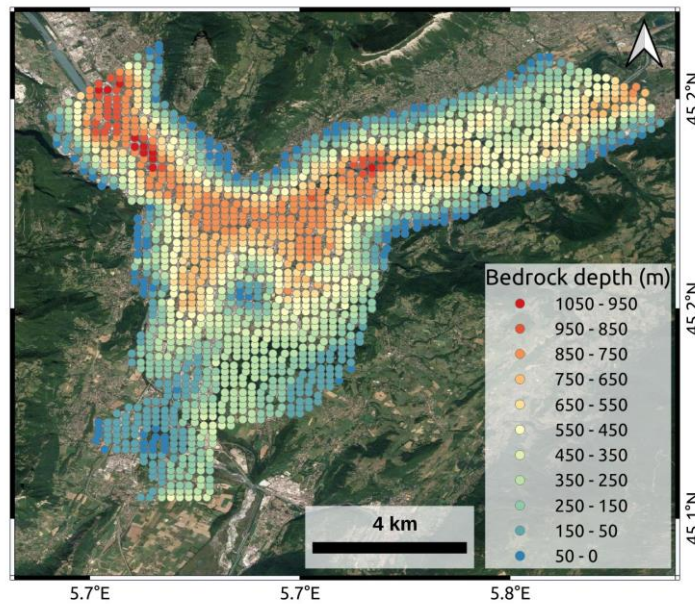 45.2°N
Bedrock depth (m)
1050 - 950
950 - 850
850 - 750
750 - 650
650 - 550
550 - 450
450 - 350
350 - 250
250 - 150
150 - 50
50 - 0
45.2°N
4 km
45.1°N
5.7°E
5.7°E
5.8°E